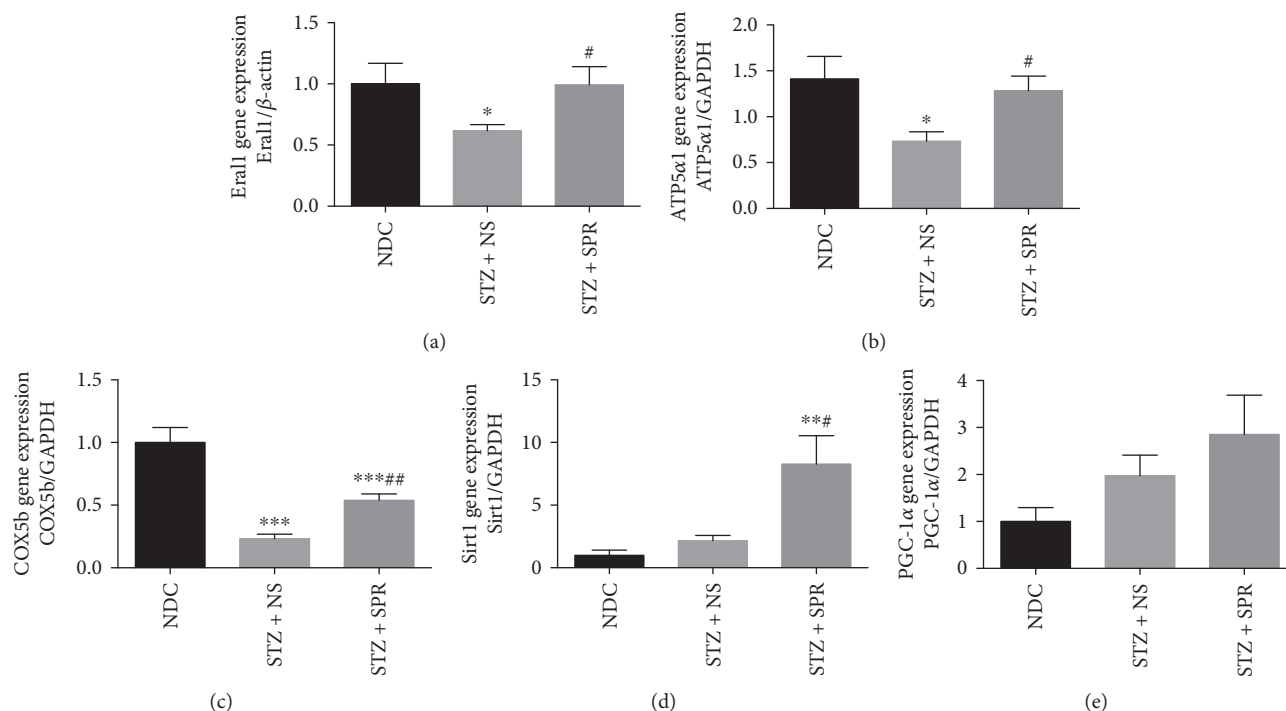 Eral1 gene expression
Eral1/β-actin
1.5
1.0
0.5
0.0
*
#
NDC
STZ + NS
STZ + SPR
(a)
ATP5α1 gene expression
ATP5α1/GAPDH
2.0
1.5
1.0
0.5
0.0
*
#
NDC
STZ + NS
STZ + SPR
(b)
COX5b gene expression
COX5b/GAPDH
1.5
1.0
0.5
0.0
***
***##
NDC
STZ + NS
STZ + SPR
(c)
Sirt1 gene expression
Sirt1/GAPDH
15
10
5
0
**#
NDC
STZ + NS
STZ + SPR
(d)
PGC-1α gene expression
PGC-1α/GAPDH
4
3
2
1
0
NDC
STZ + NS
STZ + SPR
(e)